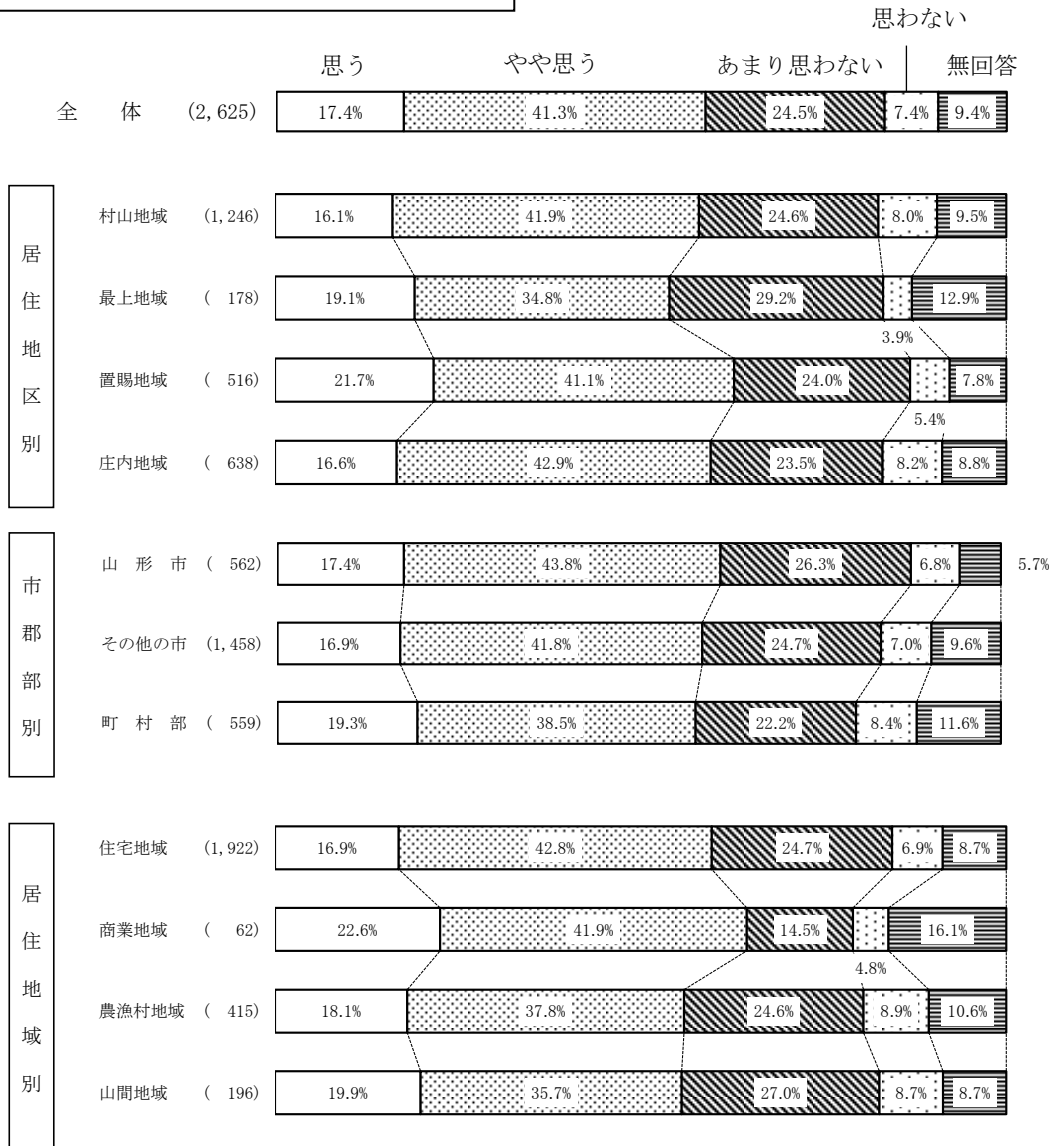 思わない
思う やや思う あまり思わない 無回答
全 体 (2,625) 17.4% 41.3% 24.5% 7.4% 9.4%
居住地区別
村山地域 (1,246) 16.1% 41.9% 24.6% 8.0% 9.5%
最上地域 ( 178) 19.1% 34.8% 29.2% 12.9%
3.9%
置賜地域 ( 516) 21.7% 41.1% 24.0% 7.8%
5.4%
庄内地域 ( 638) 16.6% 42.9% 23.5% 8.2% 8.8%
市郡部別
山 形 市 ( 562) 17.4% 43.8% 26.3% 6.8% 5.7%
その他の市 (1,458) 16.9% 41.8% 24.7% 7.0% 9.6%
町 村 部 ( 559) 19.3% 38.5% 22.2% 8.4% 11.6%
居住地域別
住宅地域 (1,922) 16.9% 42.8% 24.7% 6.9% 8.7%
商業地域 ( 62) 22.6% 41.9% 14.5% 16.1%
4.8%
農漁村地域 ( 415) 18.1% 37.8% 24.6% 8.9% 10.6%
山間地域 ( 196) 19.9% 35.7% 27.0% 8.7% 8.7%